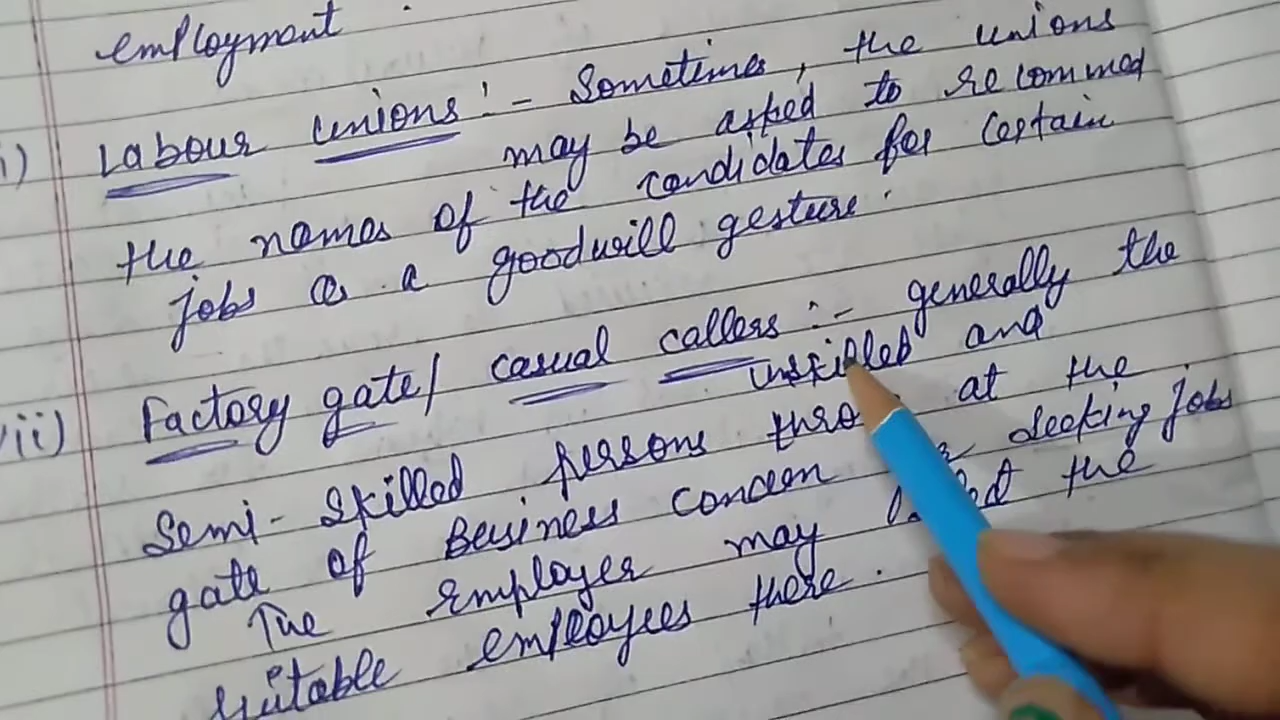 employment
i) Labour unions :- Sometimes, the unions
may be asked to recommed
the names of the candidates for certain
jobs as a goodwill gesture.
ii) Factory gate/ casual callers :- generally the
unskilled and
Semi-skilled persons at the
gate of Business concern seeking jobs
The Employer may the
suitable employees there.